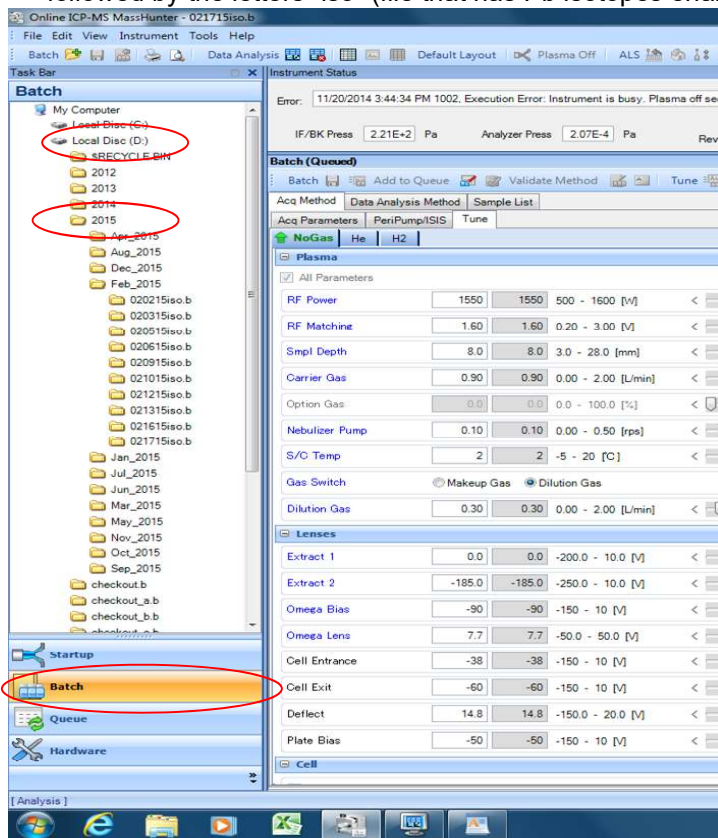 Online ICP-MS MassHunter - 021715iso.b
File Edit View Instrument Tools Help
Batch Data Analysis Default Layout Plasma Off ALS
Task Bar
Batch
My Computer
Local Disc (C:)
Local Disc (D:)
$RECYCLE.BIN
2012
2013
2014
2015
Apr_2015
Aug_2015
Dec_2015
Feb_2015
020215iso.b
020315iso.b
020515iso.b
020615iso.b
020915iso.b
021015iso.b
021215iso.b
021315iso.b
021615iso.b
021715iso.b
Jan_2015
Jul_2015
Jun_2015
Mar_2015
May_2015
Nov_2015
Oct_2015
Sep_2015
checkout.b
checkout_a.b
checkout_b.b
Startup
Batch
Queue
Hardware
[ Analysis ]
Instrument Status
Error: 11/20/2014 3:44:34 PM 1002, Execution Error: Instrument is busy. Plasma off se
IF/BK Press 2.21E+2 Pa Analyzer Press 2.07E-4 Pa Rev
Batch (Queued)
Batch Add to Queue Validate Method Tune
Acq Method Data Analysis Method Sample List
Acq Parameters PeriPump/ISIS Tune
NoGas He H2
Plasma
All Parameters
RF Power 1550 1550 500 - 1600 [W] <
RF Matching 1.60 1.60 0.20 - 3.00 [V] <
Smpl Depth 8.0 8.0 3.0 - 28.0 [mm] <
Carrier Gas 0.90 0.90 0.00 - 2.00 [L/min] <
Option Gas 0.0 0.0 0.0 - 100.0 [%] <
Nebulizer Pump 0.10 0.10 0.00 - 0.50 [rps] <
S/C Temp 2 2 -5 - 20 [°C] <
Gas Switch Makeup Gas Dilution Gas
Dilution Gas 0.30 0.30 0.00 - 2.00 [L/min] <
Lenses
Extract 1 0.0 0.0 -200.0 - 10.0 [V] <
Extract 2 -185.0 -185.0 -250.0 - 10.0 [V] <
Omega Bias -90 -90 -150 - 10 [V] <
Omega Lens 7.7 7.7 -50.0 - 50.0 [V] <
Cell Entrance -38 -38 -150 - 10 [V] <
Cell Exit -60 -60 -150 - 10 [V] <
Deflect 14.8 14.8 -150.0 - 20.0 [V] <
Plate Bias -50 -50 -150 - 10 [V] <
Cell